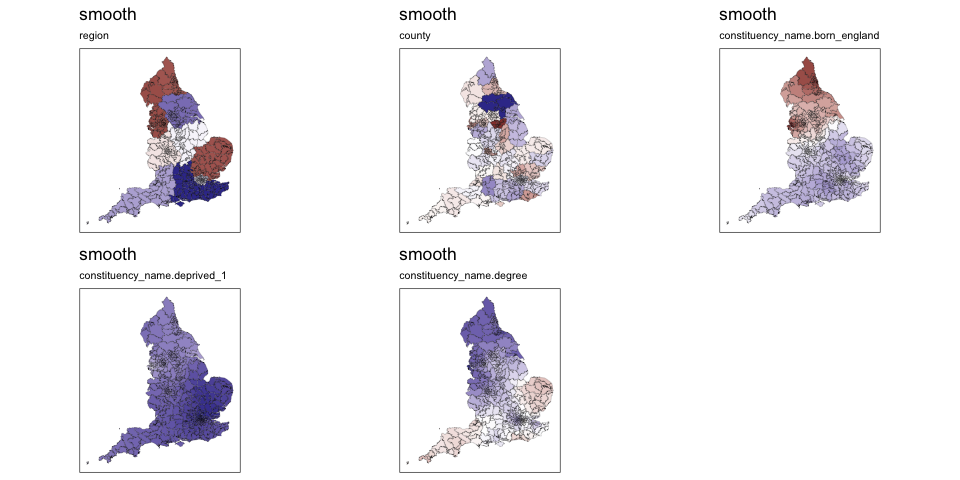 smooth
region
smooth
county
smooth
constituency_name.born_england
smooth
constituency_name.deprived_1
smooth
constituency_name.degree